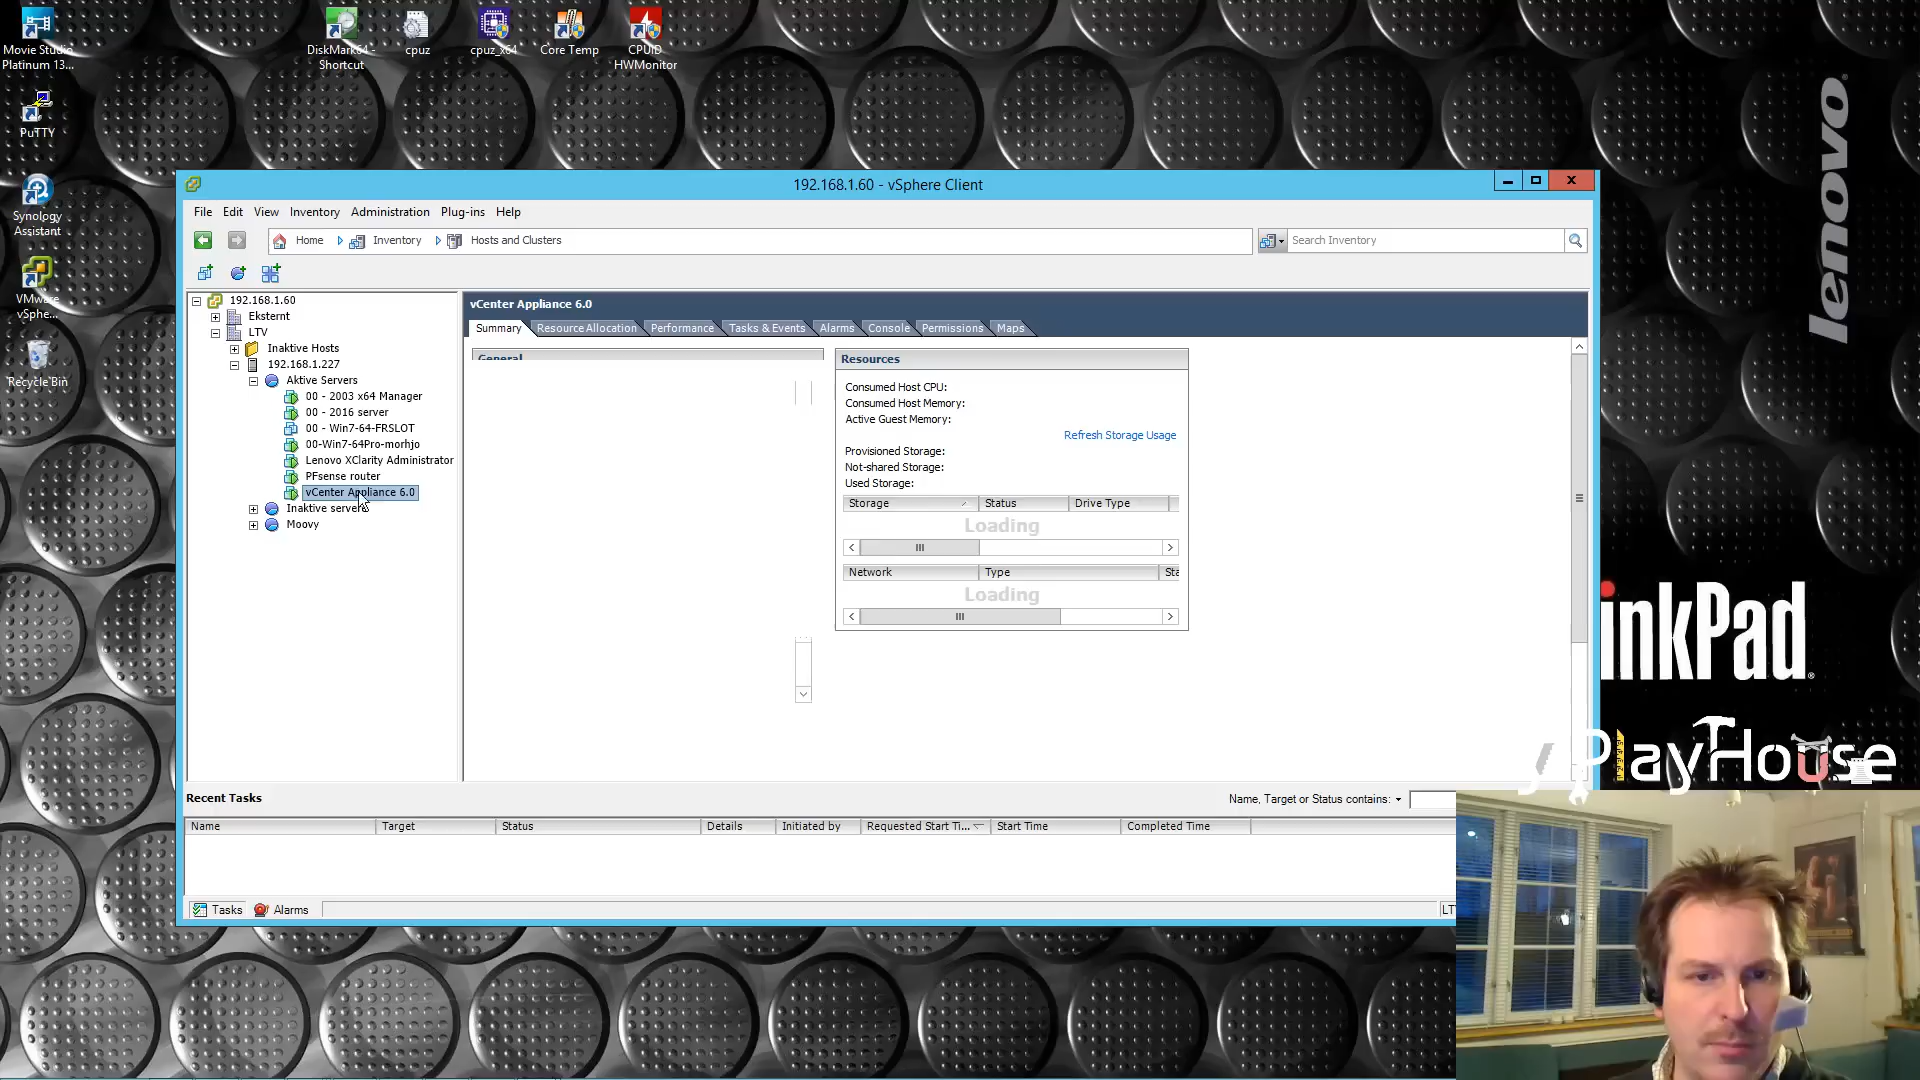 Movie Studio
Platinum 13...
DiskMark64 -
Shortcut
cpuz
cpuz_x64
Core Temp
CPUID
HWMonitor
PuTTY
Synology
Assistant
VMware
vSphe...
Recycle Bin
lenovo
192.168.1.60 - vSphere Client
File Edit View Inventory Administration Plug-ins Help
Home Inventory Hosts and Clusters
Search Inventory
192.168.1.60
Eksternt
LTV
Inaktive Hosts
192.168.1.227
Aktive Servers
00 - 2003 x64 Manager
00 - 2016 server
00 - Win7-64-FRSLOT
00-Win7-64Pro-morhjo
Lenovo XClarity Administrator
PFsense router
vCenter Appliance 6.0
Inaktive servers
Moovy
vCenter Appliance 6.0
Summary Resource Allocation Performance Tasks & Events Alarms Console Permissions Maps
General
Resources
Consumed Host CPU:
Consumed Host Memory:
Active Guest Memory:
Refresh Storage Usage
Provisioned Storage:
Not-shared Storage:
Used Storage:
Storage Status Drive Type
Loading
Network Type Sta
Loading
inkPad
yPlayHouse
Recent Tasks
Name, Target or Status contains:
Name Target Status Details Initiated by Requested Start Ti... Start Time Completed Time
Tasks Alarms
LT